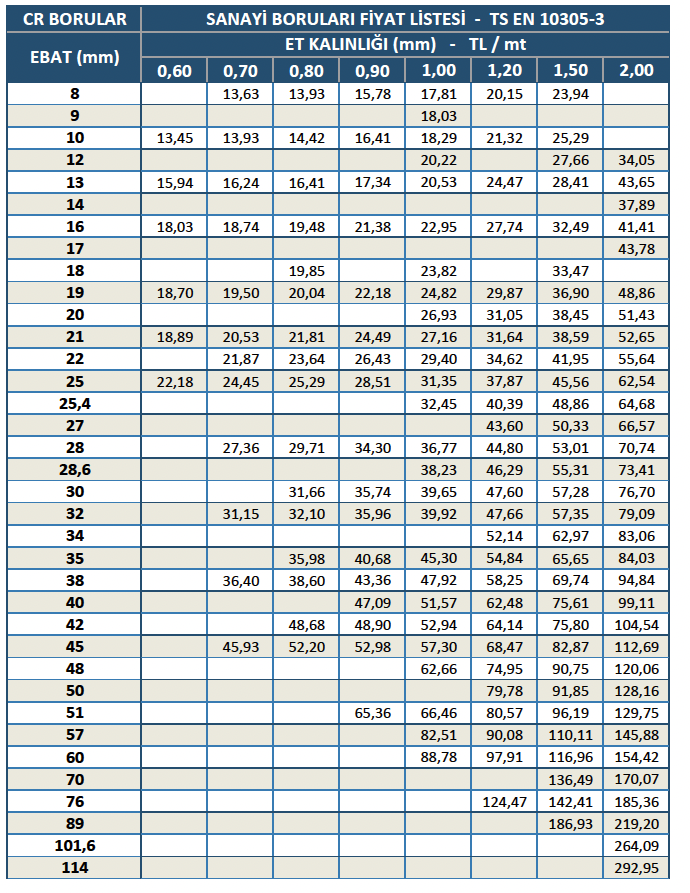 CR BORULAR SANAYİ BORULARI FİYAT LİSTESİ - TS EN 10305-3
EBAT (mm) ET KALINLIĞI (mm) - TL / mt
0,60 0,70 0,80 0,90 1,00 1,20 1,50 2,00
8 13,63 13,93 15,78 17,81 20,15 23,94
9 18,03
10 13,45 13,93 14,42 16,41 18,29 21,32 25,29
12 20,22 27,66 34,05
13 15,94 16,24 16,41 17,34 20,53 24,47 28,41 43,65
14 37,89
16 18,03 18,74 19,48 21,38 22,95 27,74 32,49 41,41
17 43,78
18 19,85 23,82 33,47
19 18,70 19,50 20,04 22,18 24,82 29,87 36,90 48,86
20 26,93 31,05 38,45 51,43
21 18,89 20,53 21,81 24,49 27,16 31,64 38,59 52,65
22 21,87 23,64 26,43 29,40 34,62 41,95 55,64
25 22,18 24,45 25,29 28,51 31,35 37,87 45,56 62,54
25,4 32,45 40,39 48,86 64,68
27 43,60 50,33 66,57
28 27,36 29,71 34,30 36,77 44,80 53,01 70,74
28,6 38,23 46,29 55,31 73,41
30 31,66 35,74 39,65 47,60 57,28 76,70
32 31,15 32,10 35,96 39,92 47,66 57,35 79,09
34 52,14 62,97 83,06
35 35,98 40,68 45,30 54,84 65,65 84,03
38 36,40 38,60 43,36 47,92 58,25 69,74 94,84
40 47,09 51,57 62,48 75,61 99,11
42 48,68 48,90 52,94 64,14 75,80 104,54
45 45,93 52,20 52,98 57,30 68,47 82,87 112,69
48 62,66 74,95 90,75 120,06
50 79,78 91,85 128,16
51 65,36 66,46 80,57 96,19 129,75
57 82,51 90,08 110,11 145,88
60 88,78 97,91 116,96 154,42
70 136,49 170,07
76 124,47 142,41 185,36
89 186,93 219,20
101,6 264,09
114 292,95